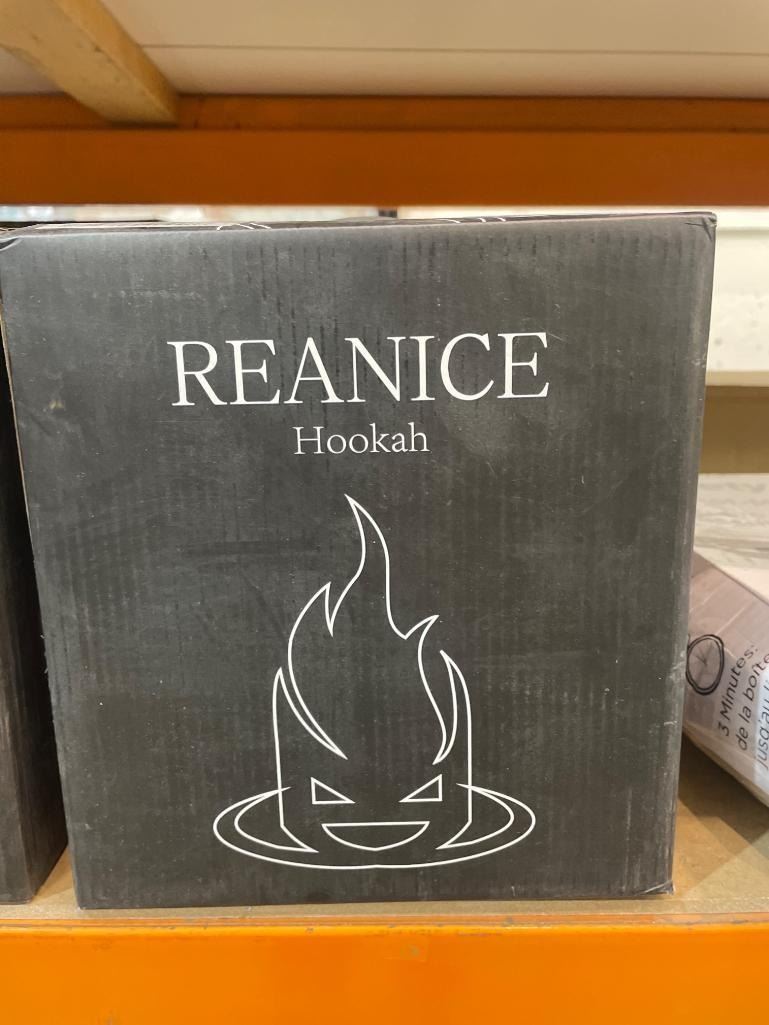 REANICE
Hookah
3 Minutes:
de la boîte